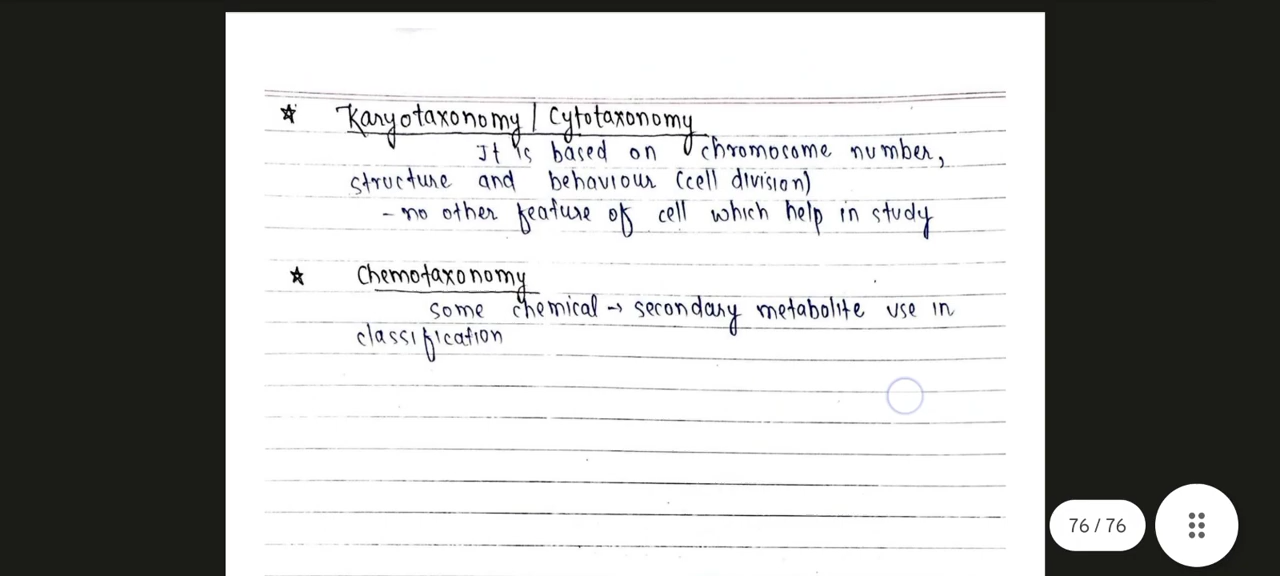 ☆ Karyotaxonomy / Cytotaxonomy
It is based on chromosome number,
structure and behaviour (cell division)
- no other feature of cell which help in study
☆ Chemotaxonomy
some chemical → secondary metabolite use in
classification
76 / 76